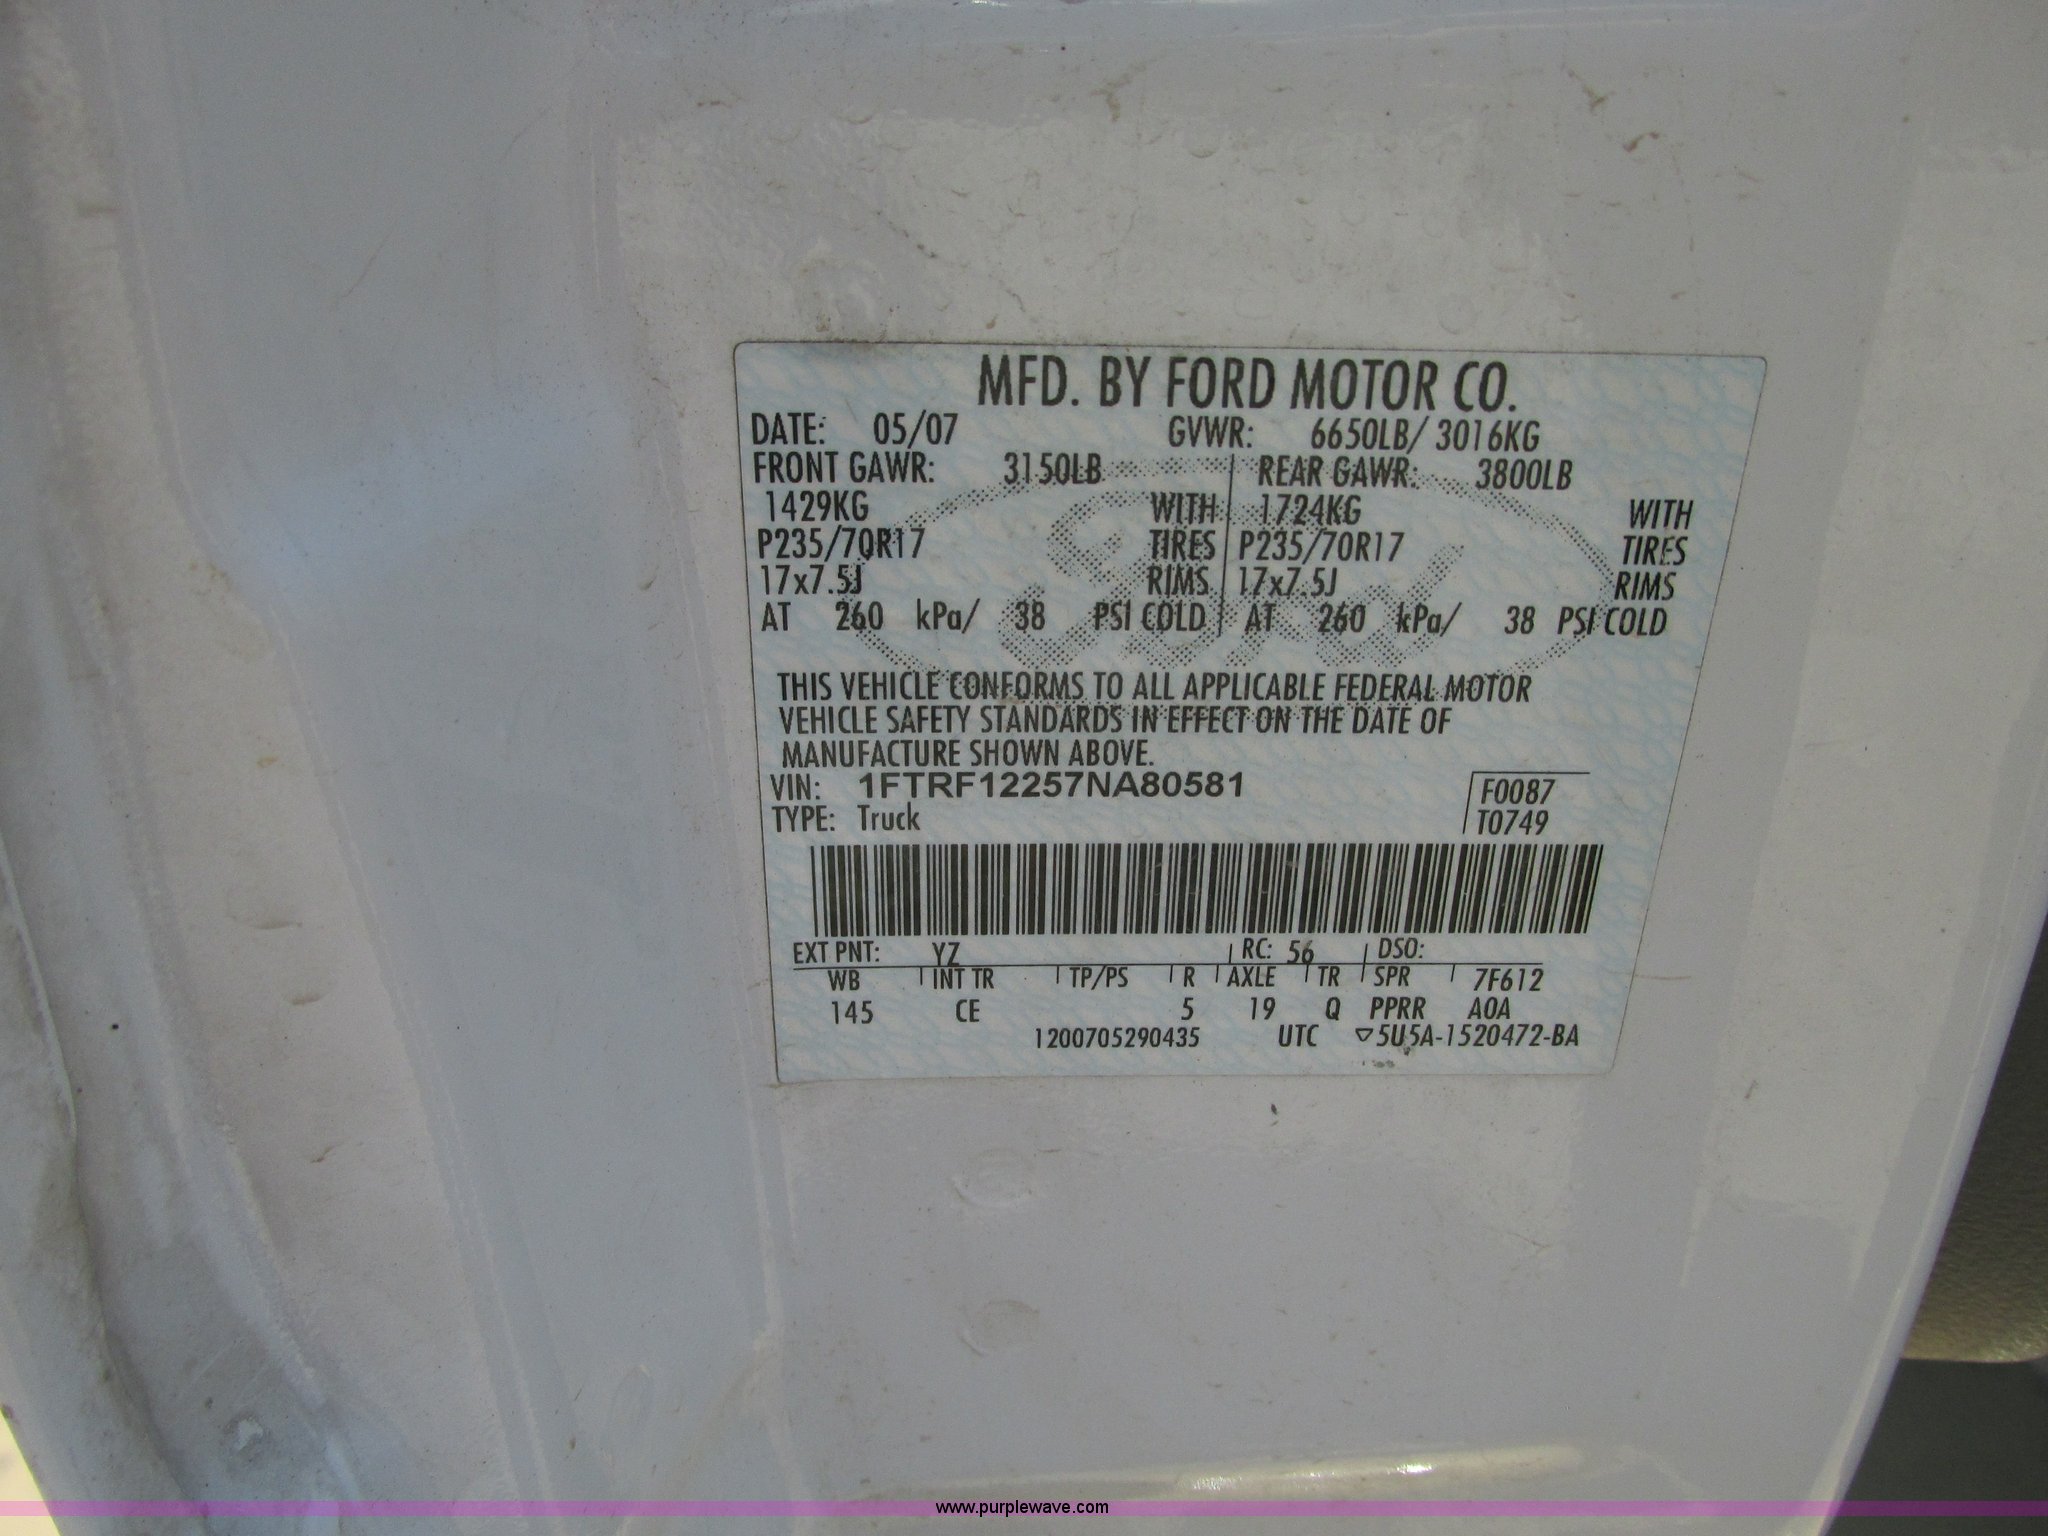 MFD. BY FORD MOTOR CO.
DATE: 05/07 GVWR: 6650LB/ 3016KG
FRONT GAWR: 3150LB REAR GAWR: 3800LB
1429KG WITH 1724KG WITH
P235/70R17 TIRES P235/70R17 TIRES
17x7.5J RIMS 17x7.5J RIMS
AT 260 kPa/ 38 PSI COLD AT 260 kPa/ 38 PSI COLD
Ford
THIS VEHICLE CONFORMS TO ALL APPLICABLE FEDERAL MOTOR
VEHICLE SAFETY STANDARDS IN EFFECT ON THE DATE OF
MANUFACTURE SHOWN ABOVE.
VIN: 1FTRF12257NA80581 F0087
TYPE: Truck T0749
EXT PNT: YZ RC: 56 DSO:
WB INT TR TP/PS R AXLE TR SPR 7F612
145 CE 5 19 Q PPRR A0A
1200705290435 UTC ▽5U5A-1520472-BA
www.purplewave.com